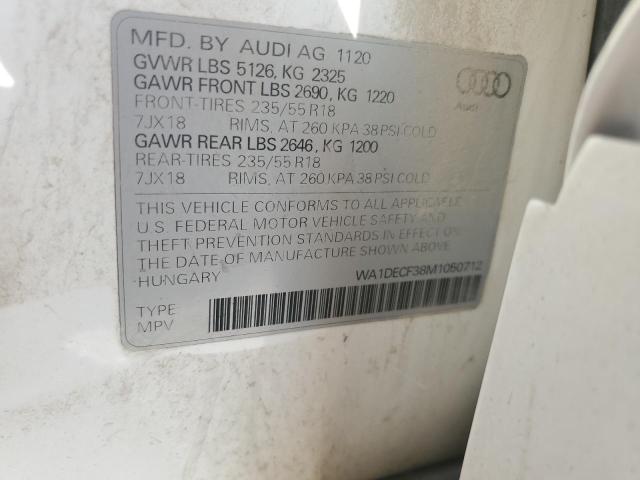 MFD. BY AUDI AG 1120
GVWR LBS 5126, KG 2325
GAWR FRONT LBS 2690, KG 1220
FRONT-TIRES 235/55 R18
7JX18 RIMS, AT 260 KPA 38 PSI COLD
GAWR REAR LBS 2646, KG 1200
REAR-TIRES 235/55 R18
7JX18 RIMS, AT 260 KPA 38 PSI COLD
Audi
THIS VEHICLE CONFORMS TO ALL APPLICABLE
U.S. FEDERAL MOTOR VEHICLE SAFETY AND
THEFT PREVENTION STANDARDS IN EFFECT ON
THE DATE OF MANUFACTURE SHOWN ABOVE.
HUNGARY WA1DECF38M1050712
TYPE
MPV